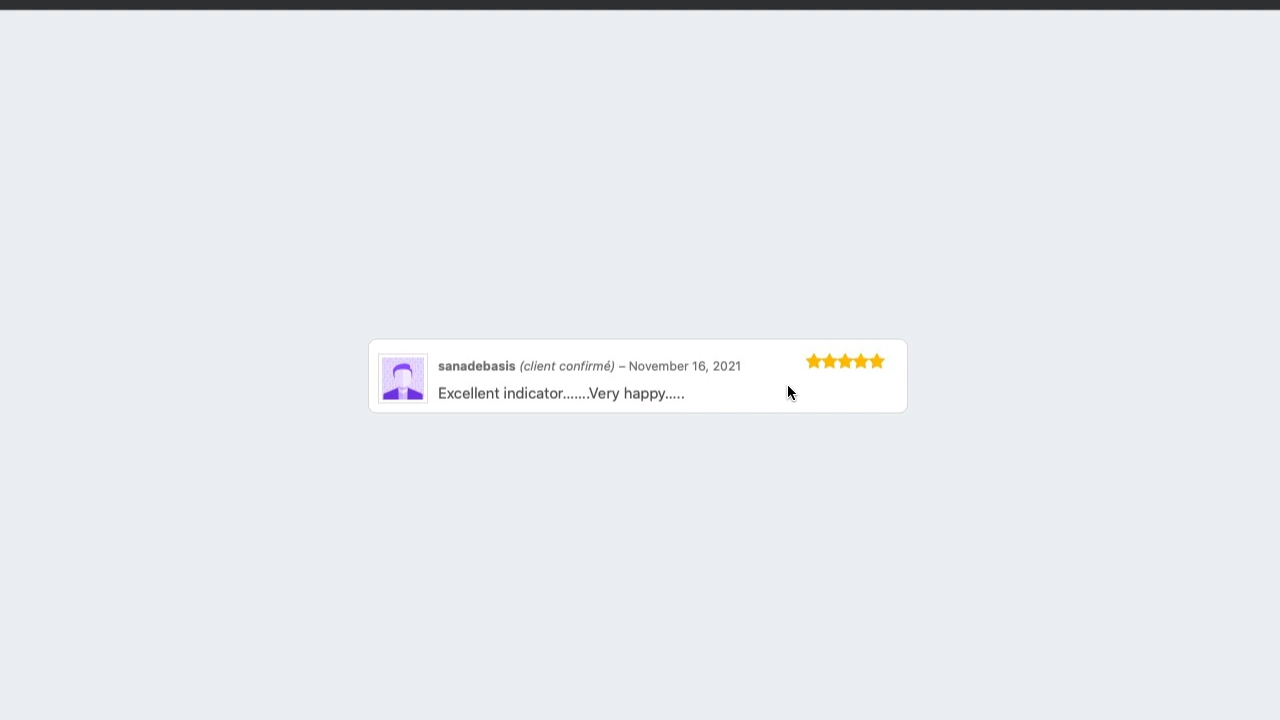 sanadebasis (client confirmé) – November 16, 2021
Excellent indicator.......Very happy.....